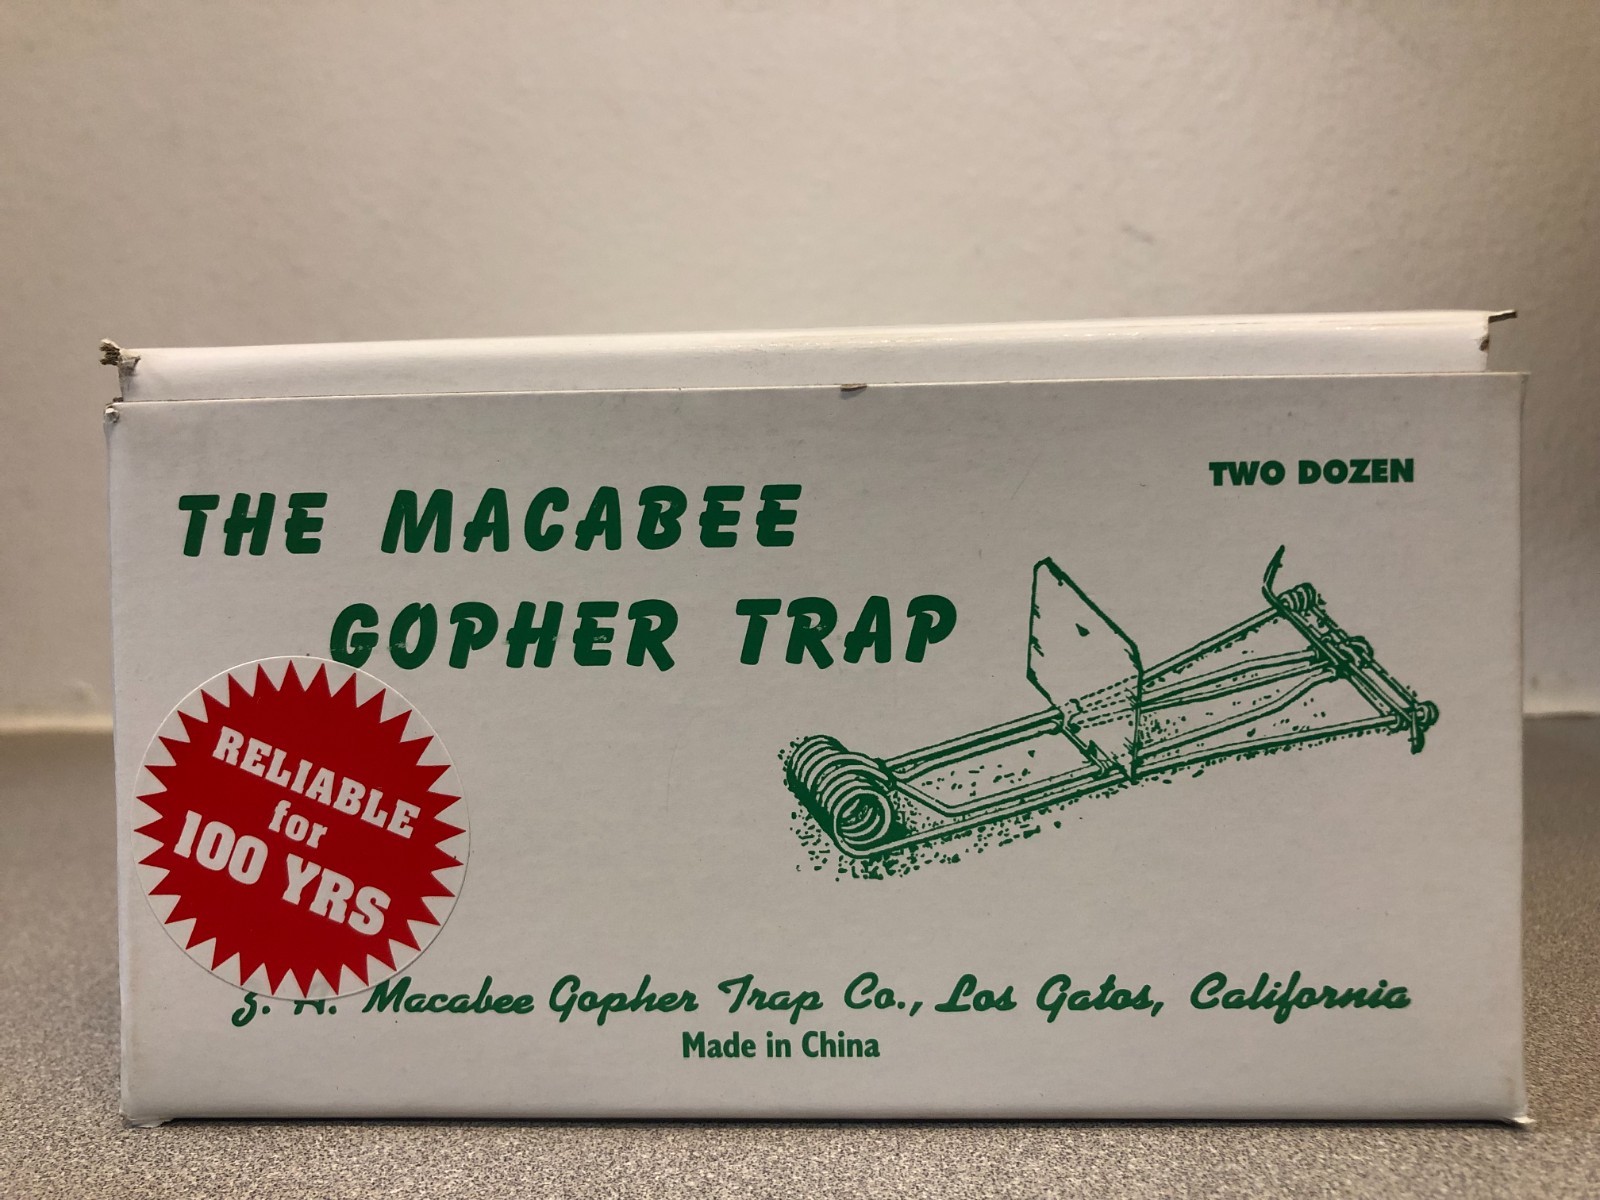 TWO DOZEN
THE MACABEE
GOPHER TRAP
RELIABLE
for
100 YRS
Macabee Gopher Trap Co., Los Gatos, California
Made in China